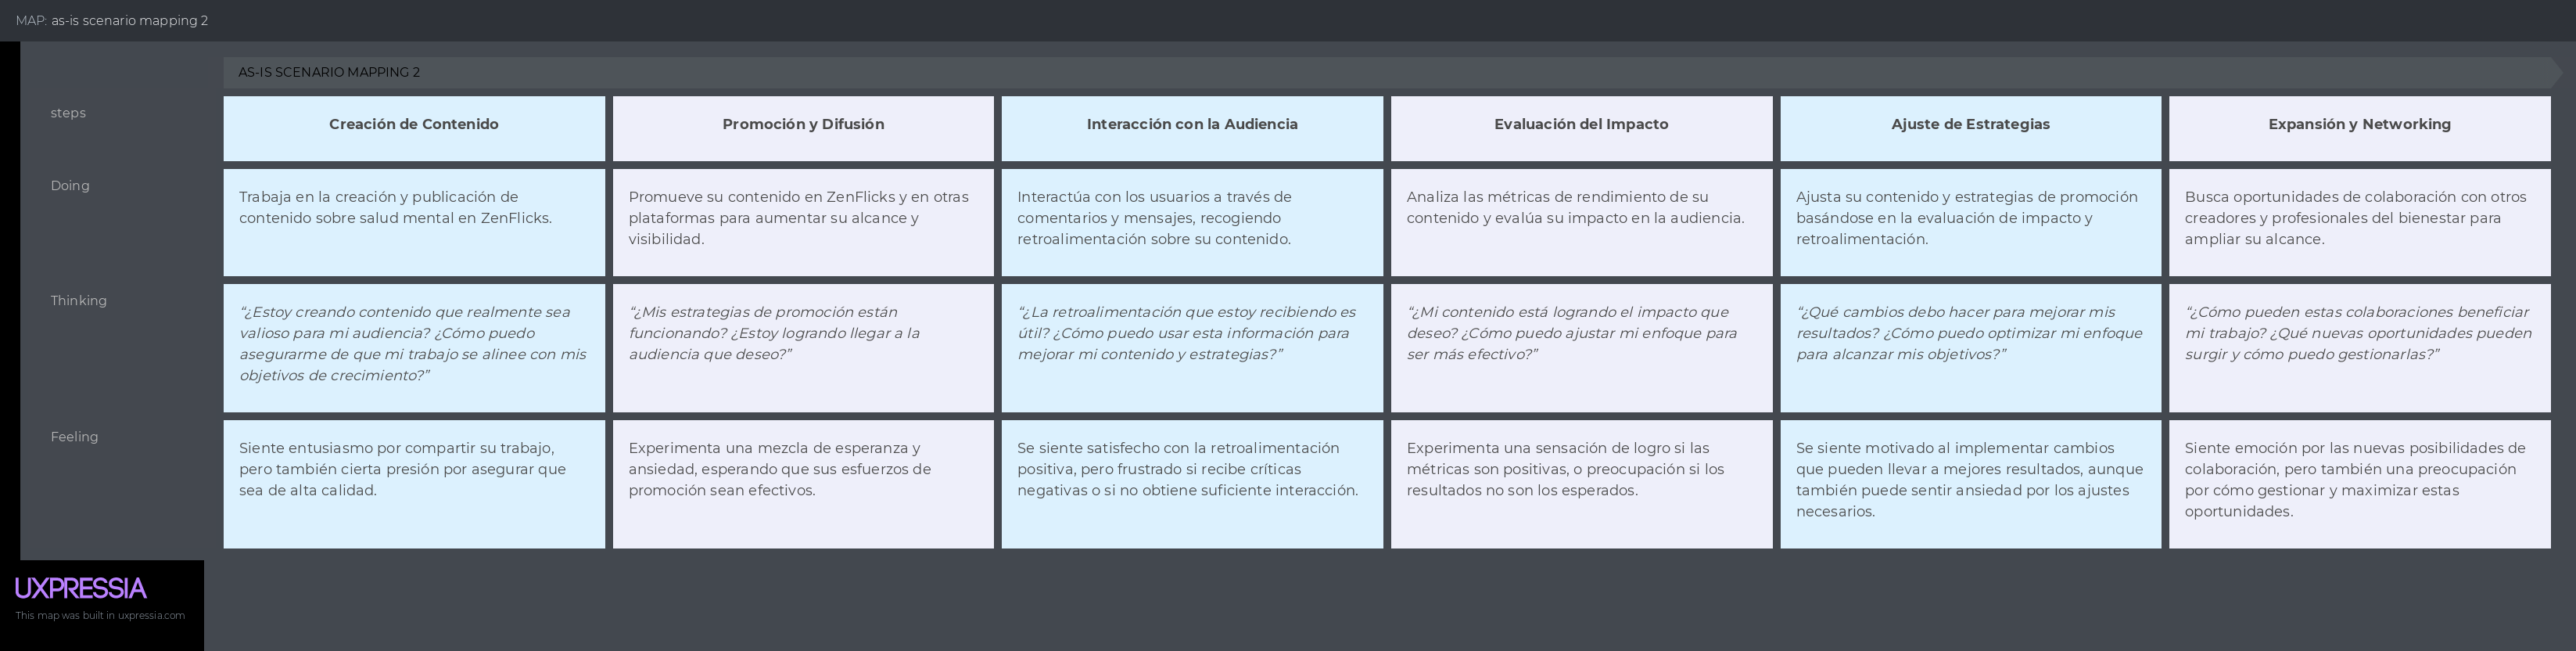 MAP: as-is scenario mapping 2
AS-IS SCENARIO MAPPING 2
steps
Creación de Contenido
Promoción y Difusión
Interacción con la Audiencia
Evaluación del Impacto
Ajuste de Estrategias
Expansión y Networking
Doing
Trabaja en la creación y publicación de
contenido sobre salud mental en ZenFlicks.
Promueve su contenido en ZenFlicks y en otras
plataformas para aumentar su alcance y
visibilidad.
Interactúa con los usuarios a través de
comentarios y mensajes, recogiendo
retroalimentación sobre su contenido.
Analiza las métricas de rendimiento de su
contenido y evalúa su impacto en la audiencia.
Ajusta su contenido y estrategias de promoción
basándose en la evaluación de impacto y
retroalimentación.
Busca oportunidades de colaboración con otros
creadores y profesionales del bienestar para
ampliar su alcance.
Thinking
“¿Estoy creando contenido que realmente sea
valioso para mi audiencia? ¿Cómo puedo
asegurarme de que mi trabajo se alinee con mis
objetivos de crecimiento?”
“¿Mis estrategias de promoción están
funcionando? ¿Estoy logrando llegar a la
audiencia que deseo?”
“¿La retroalimentación que estoy recibiendo es
útil? ¿Cómo puedo usar esta información para
mejorar mi contenido y estrategias?”
“¿Mi contenido está logrando el impacto que
deseo? ¿Cómo puedo ajustar mi enfoque para
ser más efectivo?”
“¿Qué cambios debo hacer para mejorar mis
resultados? ¿Cómo puedo optimizar mi enfoque
para alcanzar mis objetivos?”
“¿Cómo pueden estas colaboraciones beneficiar
mi trabajo? ¿Qué nuevas oportunidades pueden
surgir y cómo puedo gestionarlas?”
Feeling
Siente entusiasmo por compartir su trabajo,
pero también cierta presión por asegurar que
sea de alta calidad.
Experimenta una mezcla de esperanza y
ansiedad, esperando que sus esfuerzos de
promoción sean efectivos.
Se siente satisfecho con la retroalimentación
positiva, pero frustrado si recibe críticas
negativas o si no obtiene suficiente interacción.
Experimenta una sensación de logro si las
métricas son positivas, o preocupación si los
resultados no son los esperados.
Se siente motivado al implementar cambios
que pueden llevar a mejores resultados, aunque
también puede sentir ansiedad por los ajustes
necesarios.
Siente emoción por las nuevas posibilidades de
colaboración, pero también una preocupación
por cómo gestionar y maximizar estas
oportunidades.
UXPRESSIA
This map was built in uxpressia.com